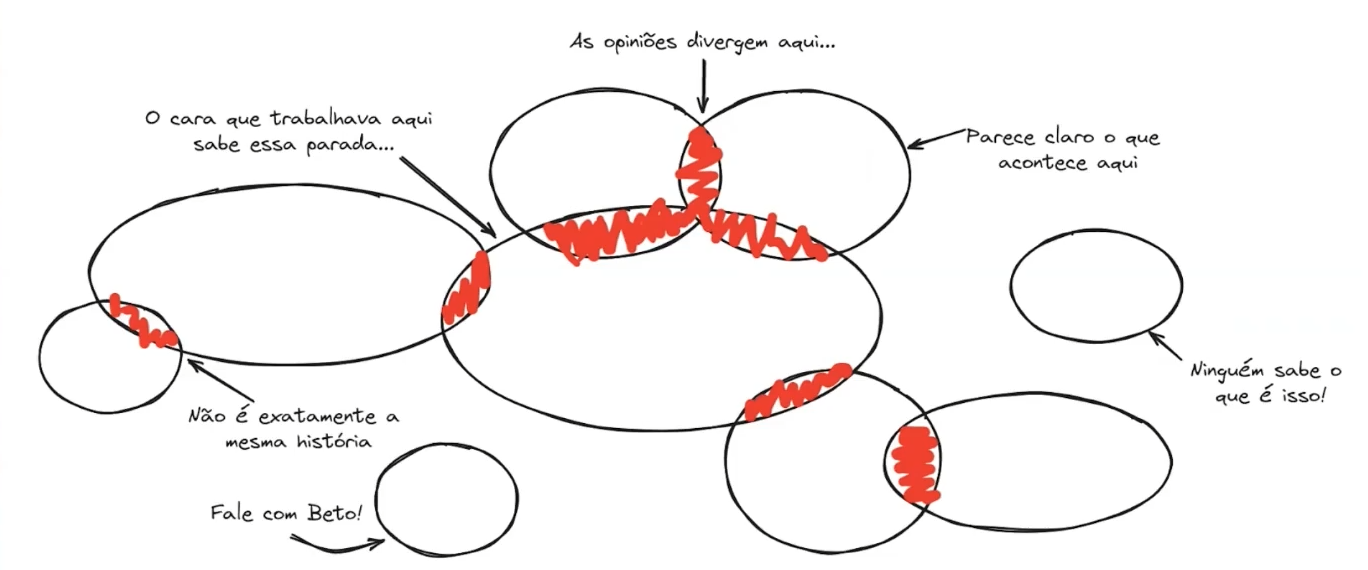 As opiniões divergem aqui...
O cara que trabalhava aqui
sabe essa parada...
Parece claro o que
acontece aqui
Ninguém sabe o
que é isso!
Não é exatamente a
mesma história
Fale com Beto!